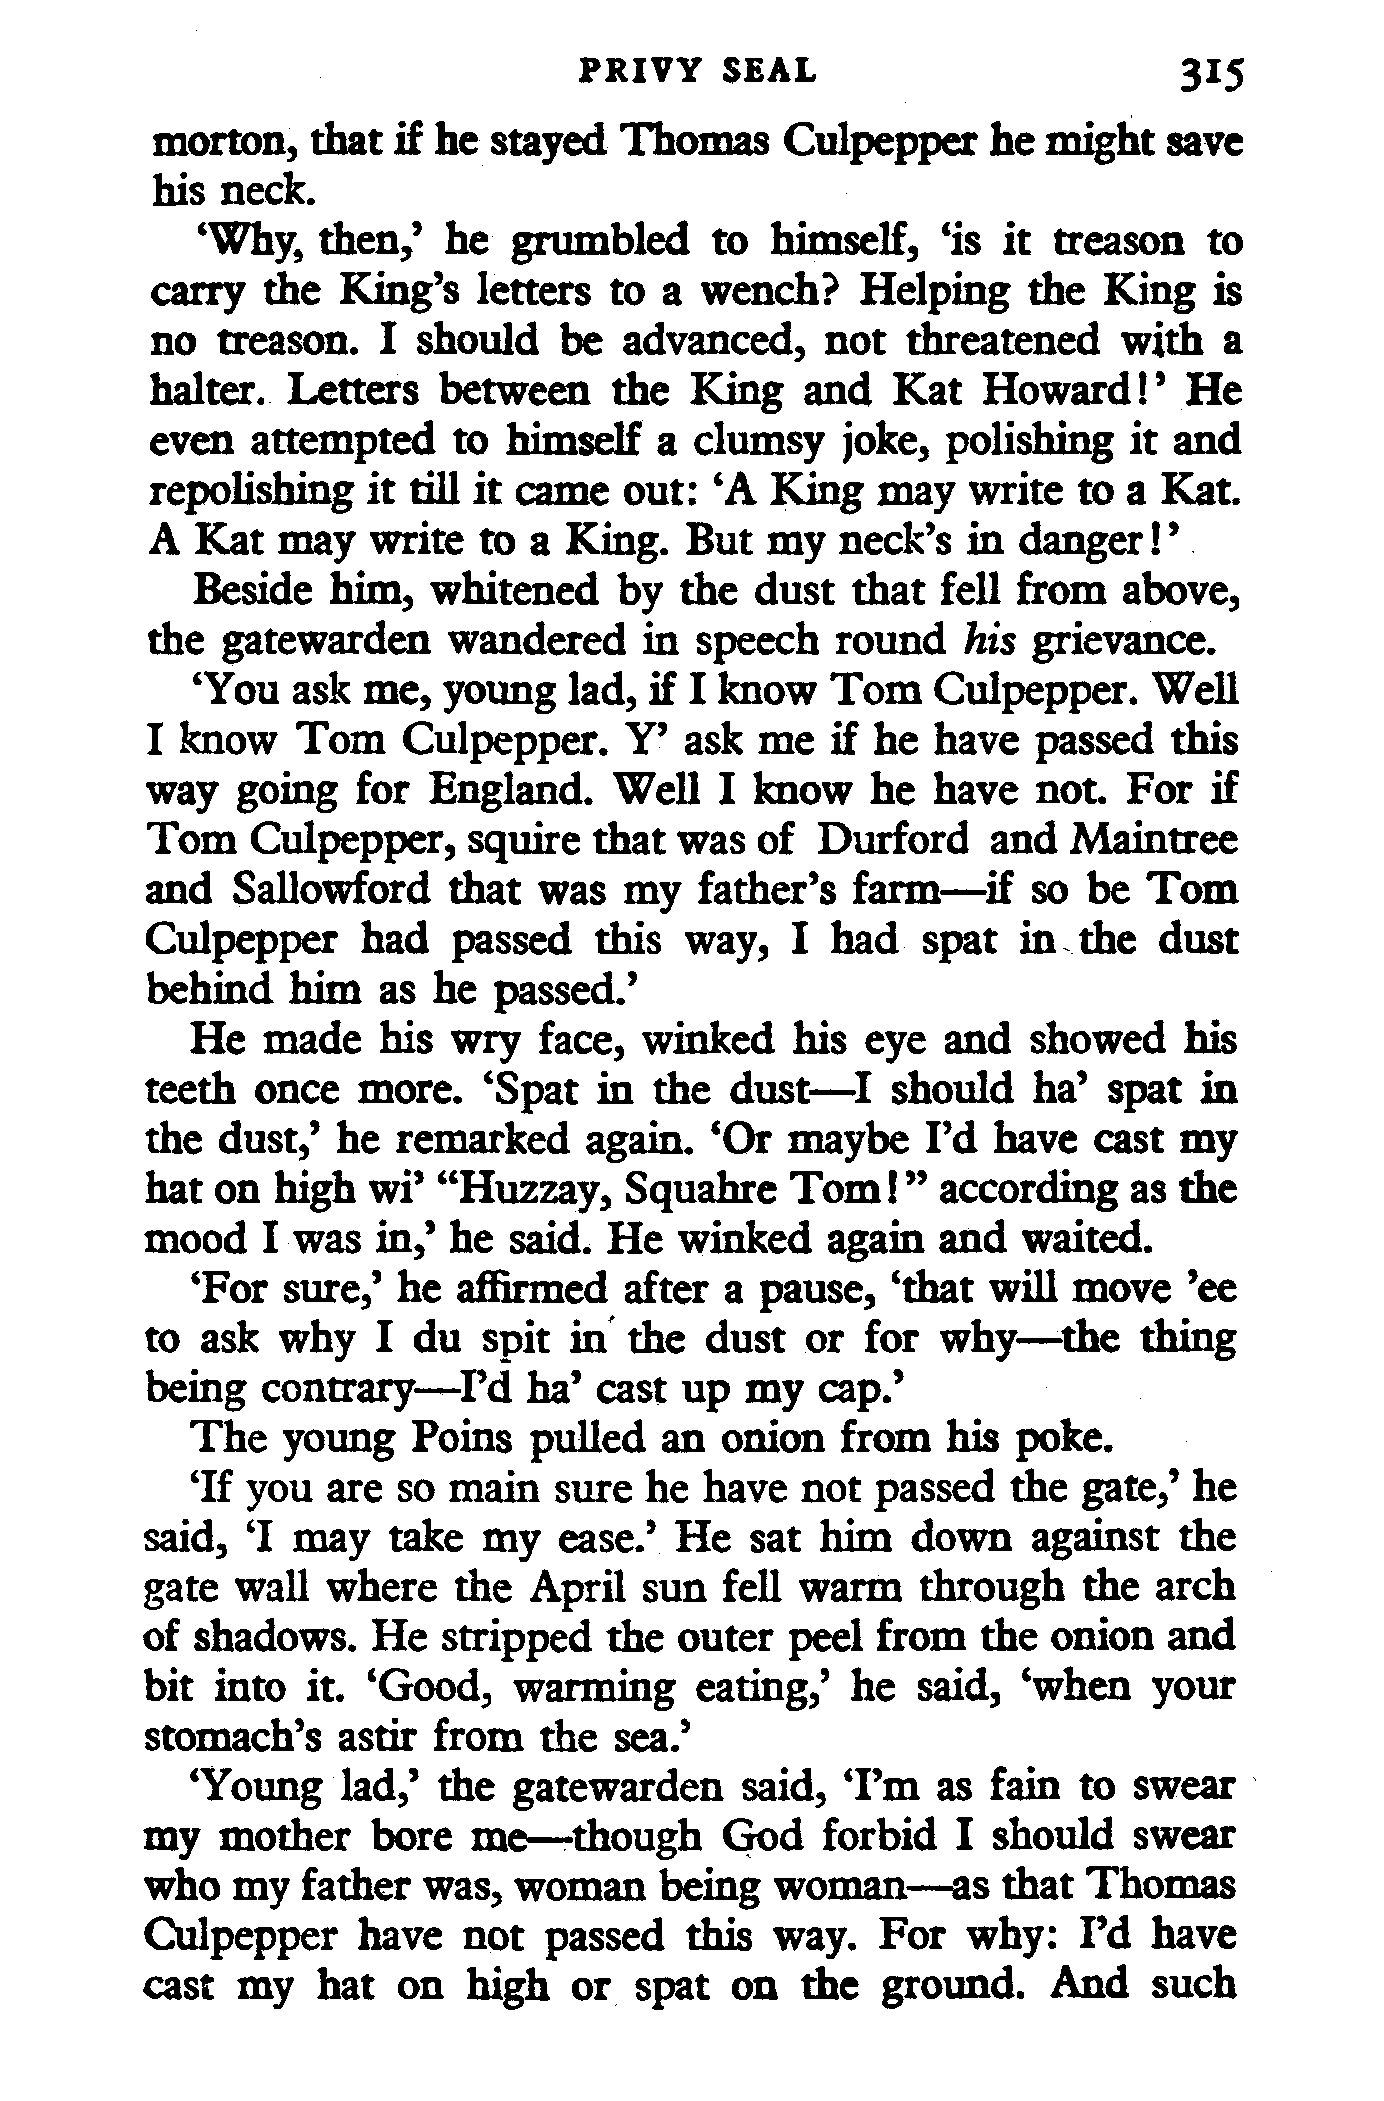 PRIVY SEAL 315
morton, that if he stayed Thomas Culpepper he might save
his neck.
‘Why, then,’ he grumbled to himself, ‘is it treason to
carry the King’s letters to a wench? Helping the King is
no treason. I should be advanced, not threatened with a
halter. Letters between the King and Kat Howard!’ He
even attempted to himself a clumsy joke, polishing it and
repolishing it till it came out: ‘A King may write to a Kat.
A Kat may write to a King. But my neck’s in danger!’
Beside him, whitened by the dust that fell from above,
the gatewarden wandered in speech round his grievance.
‘You ask me, young lad, if I know Tom Culpepper. Well
I know Tom Culpepper. Y’ ask me if he have passed this
way going for England. Well I know he have not. For if
Tom Culpepper, squire that was of Durford and Maintree
and Sallowford that was my father’s farm—if so be Tom
Culpepper had passed this way, I had spat in the dust
behind him as he passed.’
He made his wry face, winked his eye and showed his
teeth once more. ‘Spat in the dust—I should ha’ spat in
the dust,’ he remarked again. ‘Or maybe I’d have cast my
hat on high wi’ “Huzzay, Squahre Tom!” according as the
mood I was in,’ he said. He winked again and waited.
‘For sure,’ he affirmed after a pause, ‘that will move ’ee
to ask why I du spit in the dust or for why—the thing
being contrary—I’d ha’ cast up my cap.’
The young Poins pulled an onion from his poke.
‘If you are so main sure he have not passed the gate,’ he
said, ‘I may take my ease.’ He sat him down against the
gate wall where the April sun fell warm through the arch
of shadows. He stripped the outer peel from the onion and
bit into it. ‘Good, warming eating,’ he said, ‘when your
stomach’s astir from the sea.’
‘Young lad,’ the gatewarden said, ‘I’m as fain to swear
my mother bore me—though God forbid I should swear
who my father was, woman being woman—as that Thomas
Culpepper have not passed this way. For why: I’d have
cast my hat on high or spat on the ground. And such